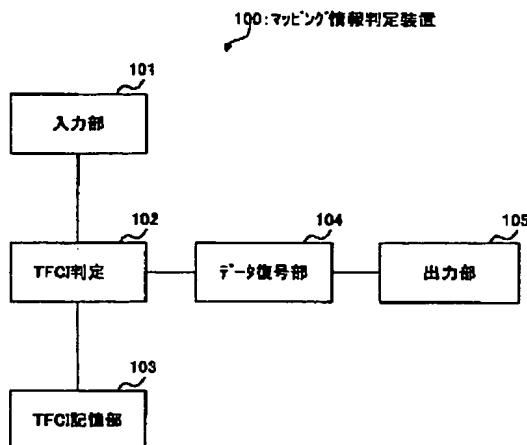 100:マッピング情報判定装置
101
入力部
102
TFCI判定
104
データ復号部
105
出力部
103
TFCI記憶部